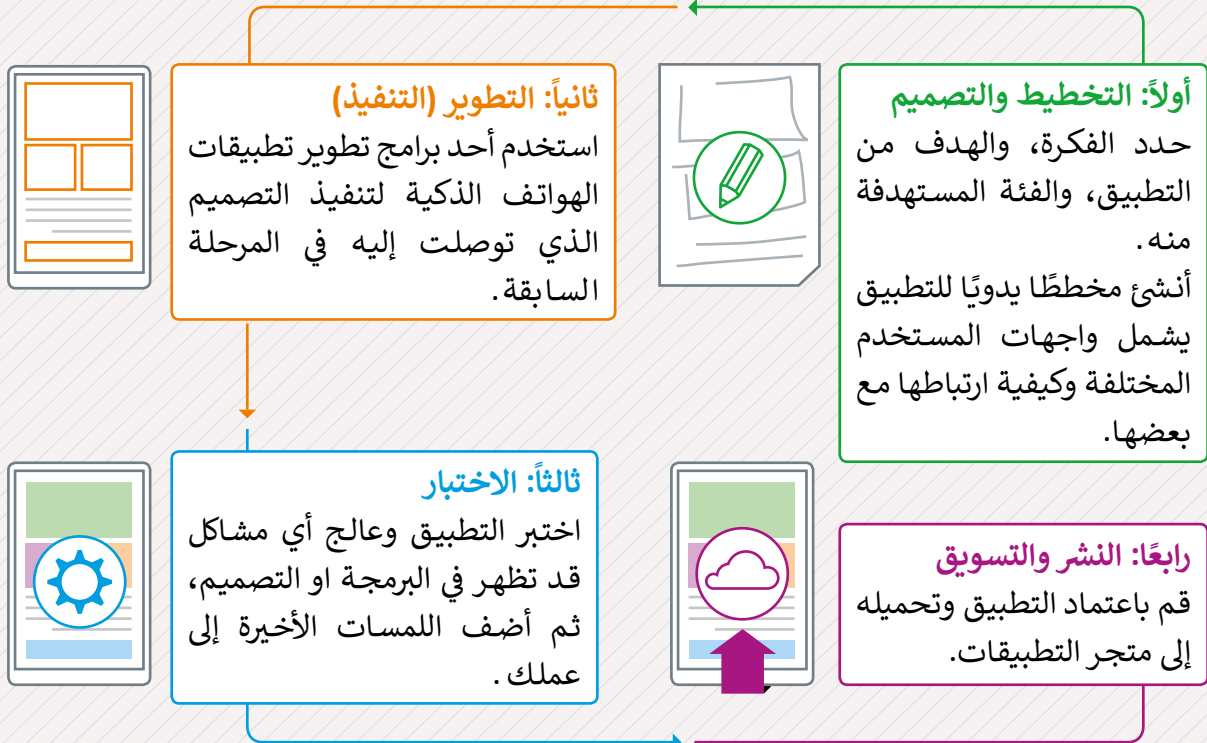 أولاً: التخطيط والتصميم
حدد الفكرة، والهدف من
التطبيق، والفئة المستهدفة
منه.
أنشئ مخططًا يدويًا للتطبيق
يشمل واجهات المستخدم
المختلفة وكيفية ارتباطها مع
بعضها.
ثانياً: التطوير (التنفيذ)
استخدم أحد برامج تطوير تطبيقات
الهواتف الذكية لتنفيذ التصميم
الذي توصلت إليه في المرحلة
السابقة.
ثالثاً: الاختبار
اختبر التطبيق وعالج أي مشاكل
قد تظهر في البرمجة او التصميم،
ثم أضف اللمسات الأخيرة إلى
عملك.
رابعًا: النشر والتسويق
قم باعتماد التطبيق وتحميله
إلى متجر التطبيقات.